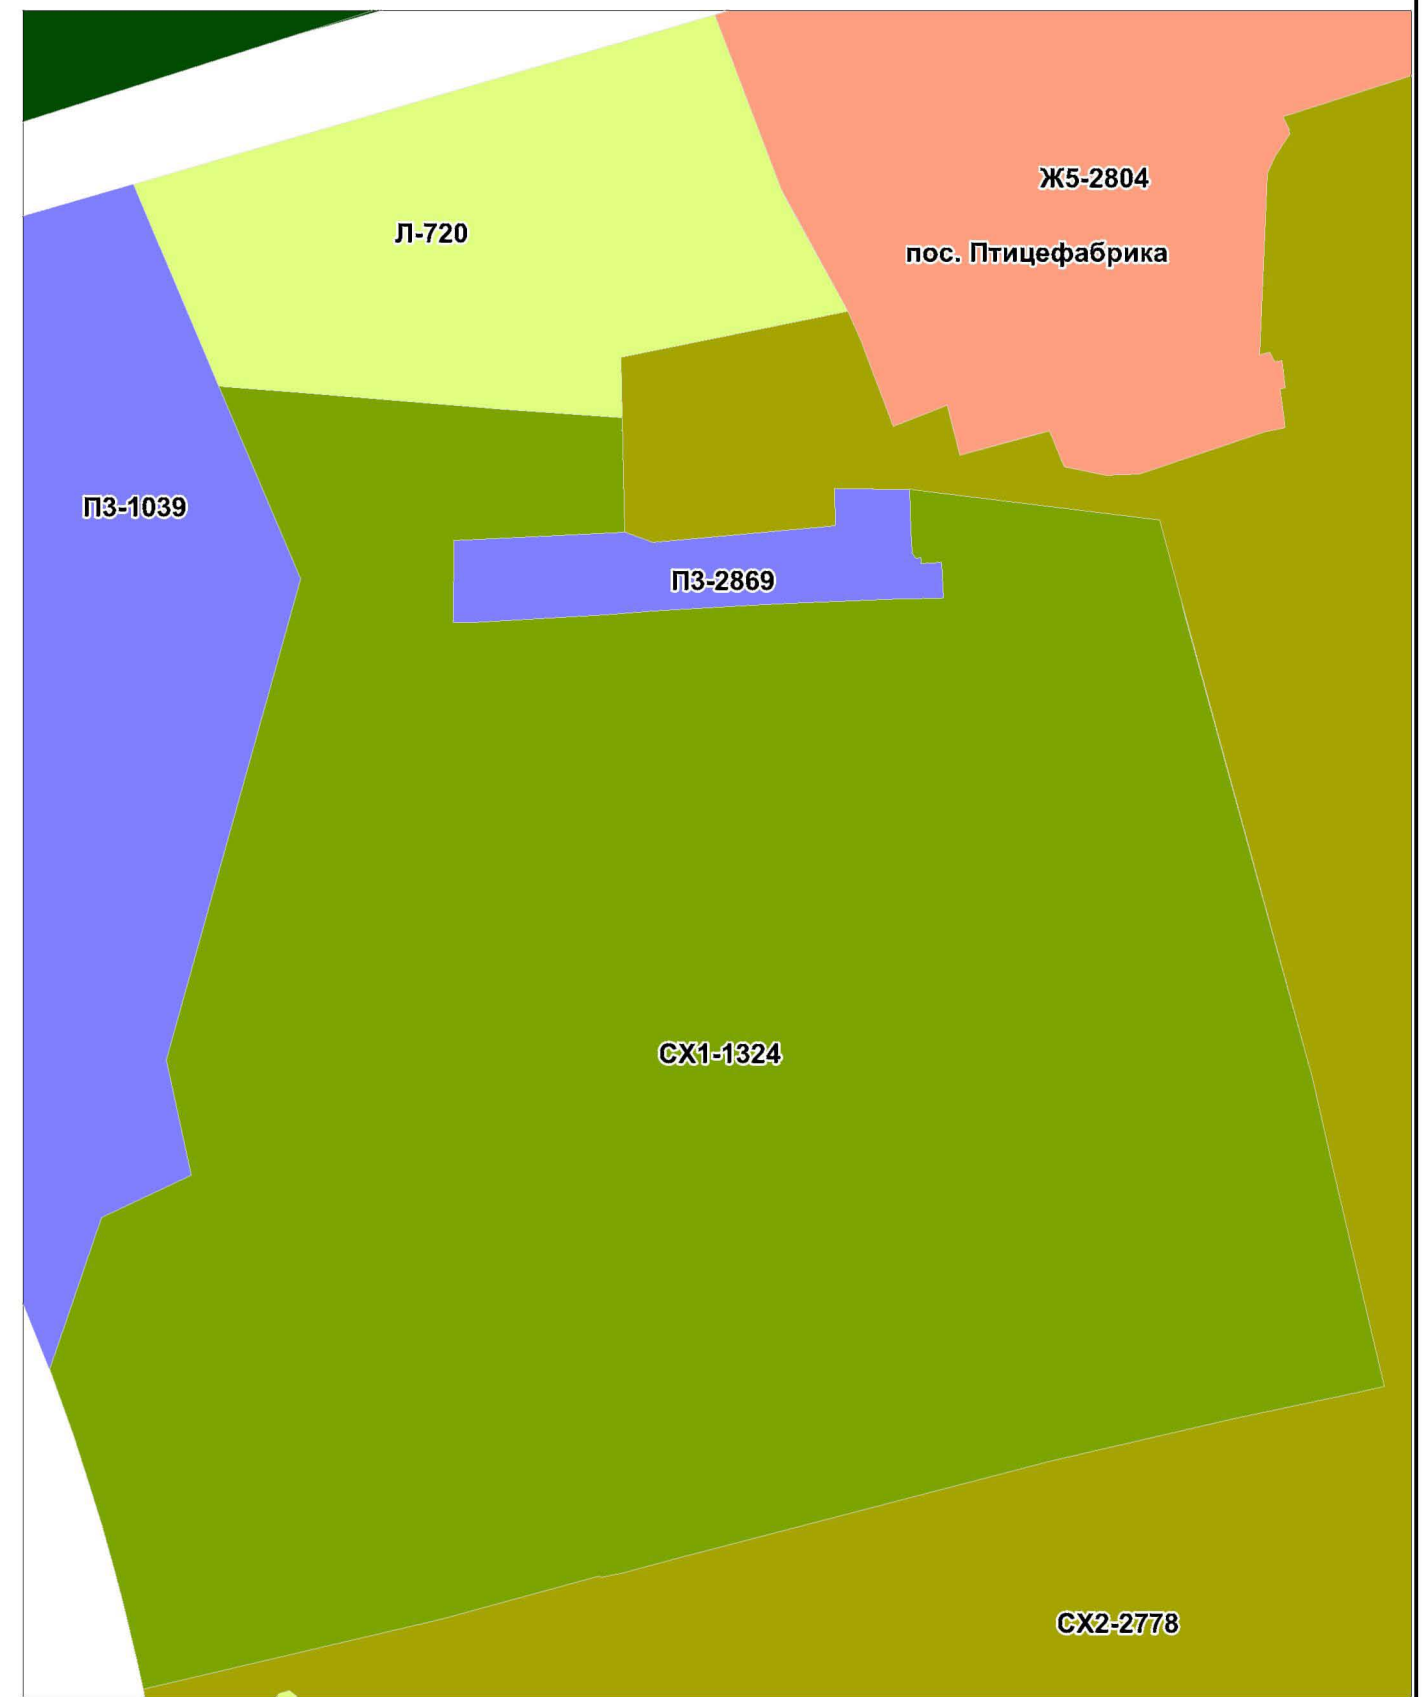 Ж5-2804
Л-720
пос. Птицефабрика
П3-1039
П3-2869
СХ1-1324
СХ2-2778